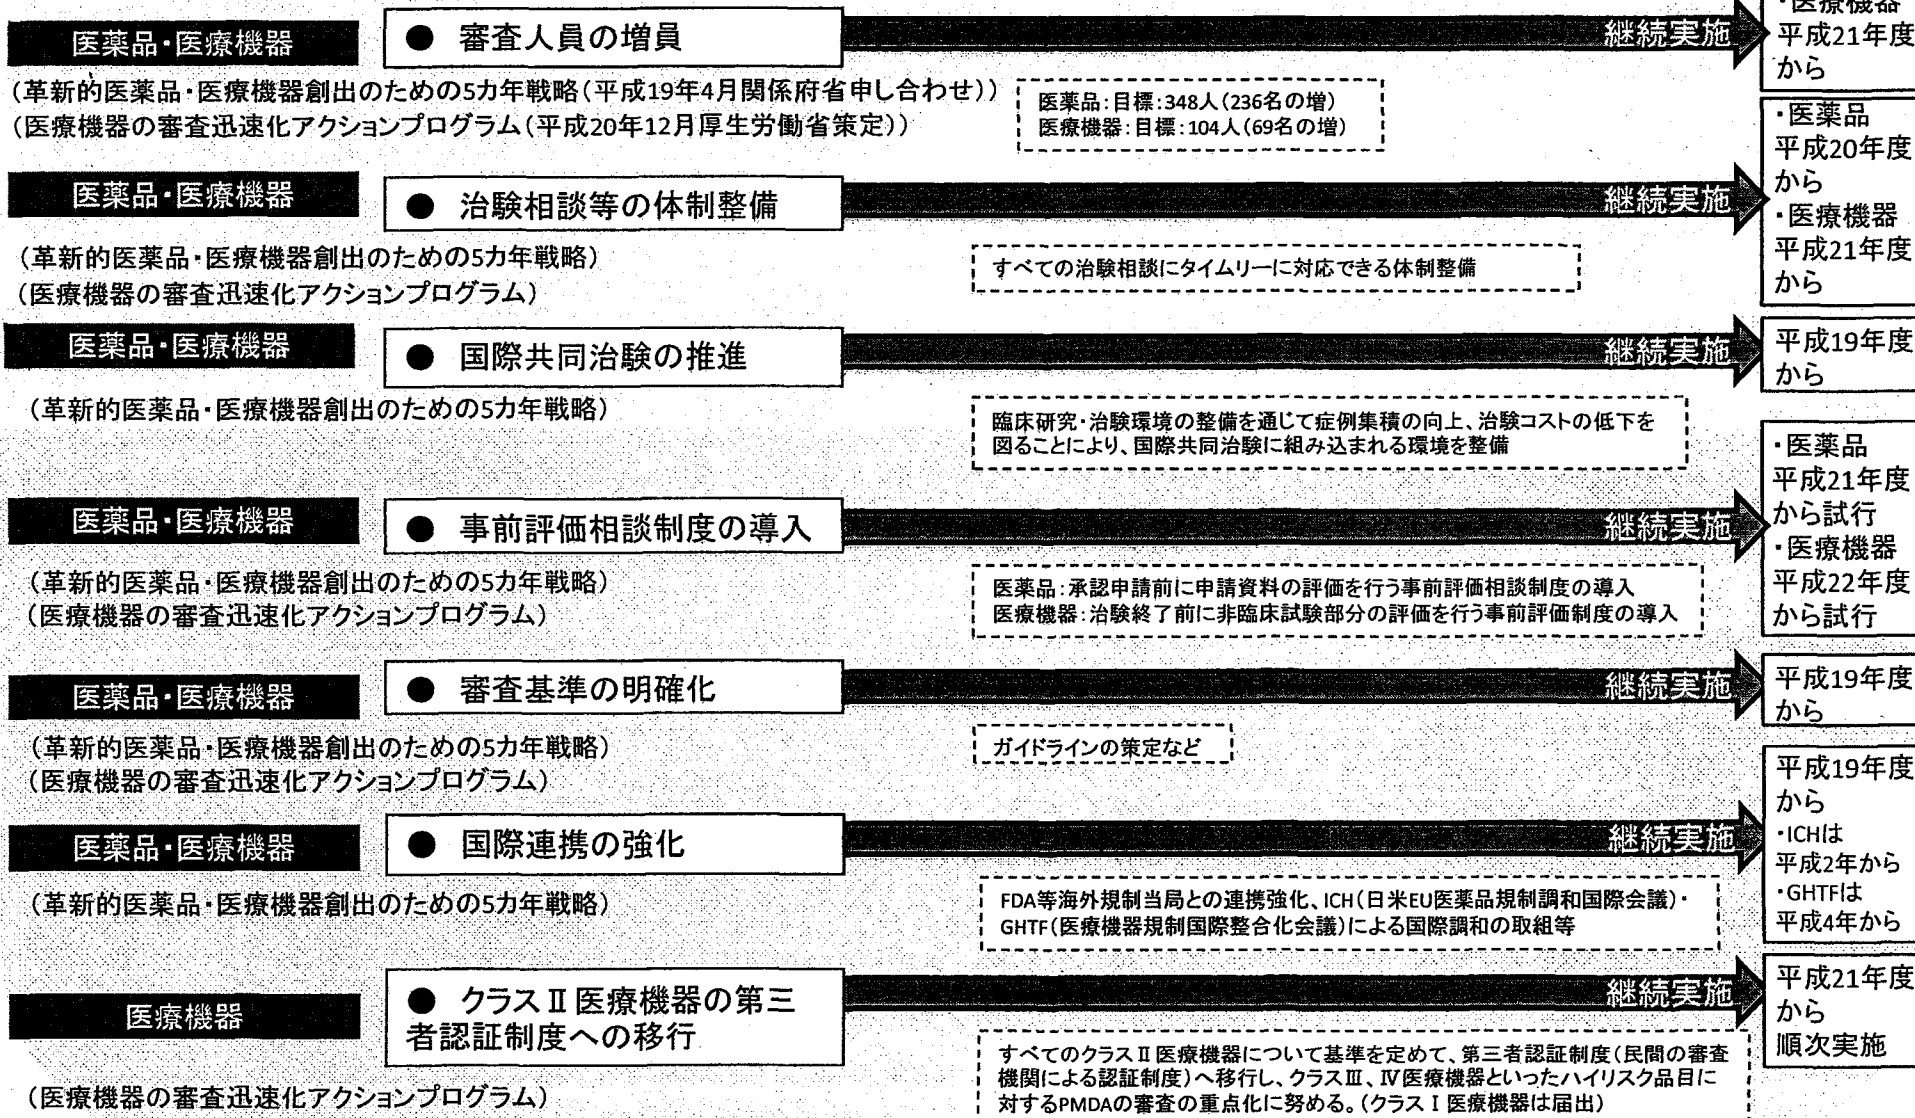 ・医療機器
平成21年度
から
医薬品・医療機器
● 審査人員の増員
継続実施
(革新的医薬品・医療機器創出のための5カ年戦略(平成19年4月関係府省申し合わせ))
(医療機器の審査迅速化アクションプログラム(平成20年12月厚生労働省策定))
医薬品:目標:348人(236名の増)
医療機器:目標:104人(69名の増)
医薬品・医療機器
● 治験相談等の体制整備
継続実施
・医薬品
平成20年度
から
・医療機器
平成21年度
から
(革新的医薬品・医療機器創出のための5カ年戦略)
(医療機器の審査迅速化アクションプログラム)
すべての治験相談にタイムリーに対応できる体制整備
医薬品・医療機器
● 国際共同治験の推進
継続実施
平成19年度
から
(革新的医薬品・医療機器創出のための5カ年戦略)
臨床研究・治験環境の整備を通じて症例集積の向上、治験コストの低下を
図ることにより、国際共同治験に組み込まれる環境を整備
医薬品・医療機器
● 事前評価相談制度の導入
継続実施
・医薬品
平成21年度
から試行
・医療機器
平成22年度
から試行
(革新的医薬品・医療機器創出のための5カ年戦略)
(医療機器の審査迅速化アクションプログラム)
医薬品:承認申請前に申請資料の評価を行う事前評価相談制度の導入
医療機器:治験終了前に非臨床試験部分の評価を行う事前評価制度の導入
医薬品・医療機器
● 審査基準の明確化
継続実施
平成19年度
から
(革新的医薬品・医療機器創出のための5カ年戦略)
(医療機器の審査迅速化アクションプログラム)
ガイドラインの策定など
医薬品・医療機器
● 国際連携の強化
継続実施
平成19年度
から
・ICHは
平成2年から
・GHTFは
平成4年から
(革新的医薬品・医療機器創出のための5カ年戦略)
FDA等海外規制当局との連携強化、ICH(日米EU医薬品規制調和国際会議)・
GHTF(医療機器規制国際整合化会議)による国際調和の取組等
医療機器
● クラスⅡ医療機器の第三
者認証制度への移行
継続実施
平成21年度
から
順次実施
(医療機器の審査迅速化アクションプログラム)
すべてのクラスⅡ医療機器について基準を定めて、第三者認証制度(民間の審査
機関による認証制度)へ移行し、クラスⅢ、Ⅳ医療機器といったハイリスク品目に
対するPMDAの審査の重点化に努める。(クラスⅠ医療機器は届出)